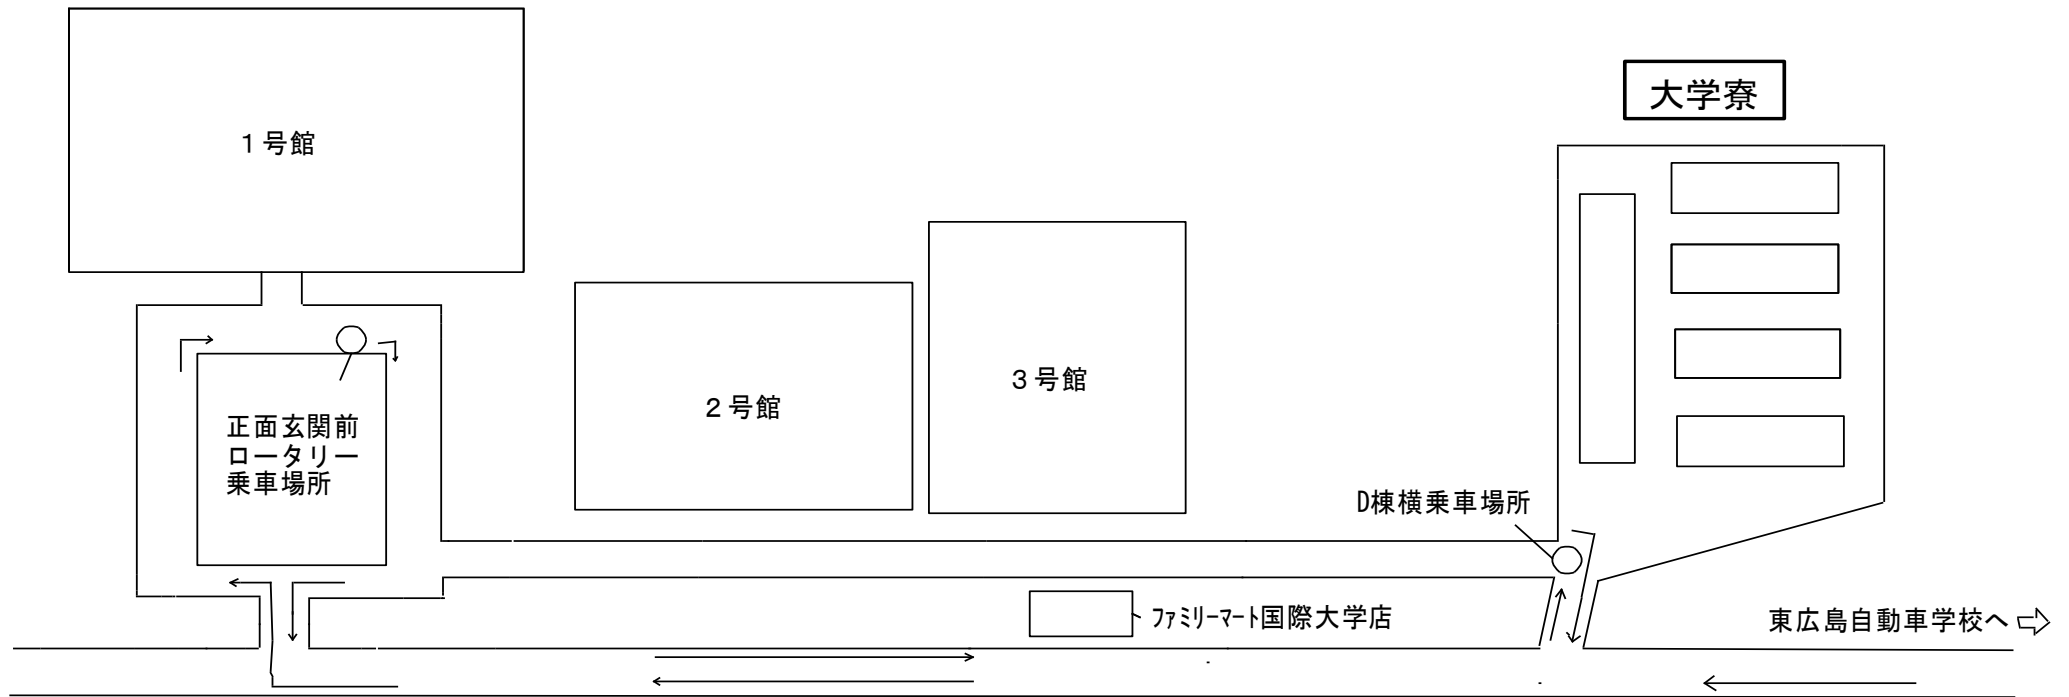 大学寮
1号館
3号館
2号館
正面玄関前
ロータリー
乗車場所
D棟横乗車場所
ファミリーマート国際大学店
東広島自動車学校へ⇨